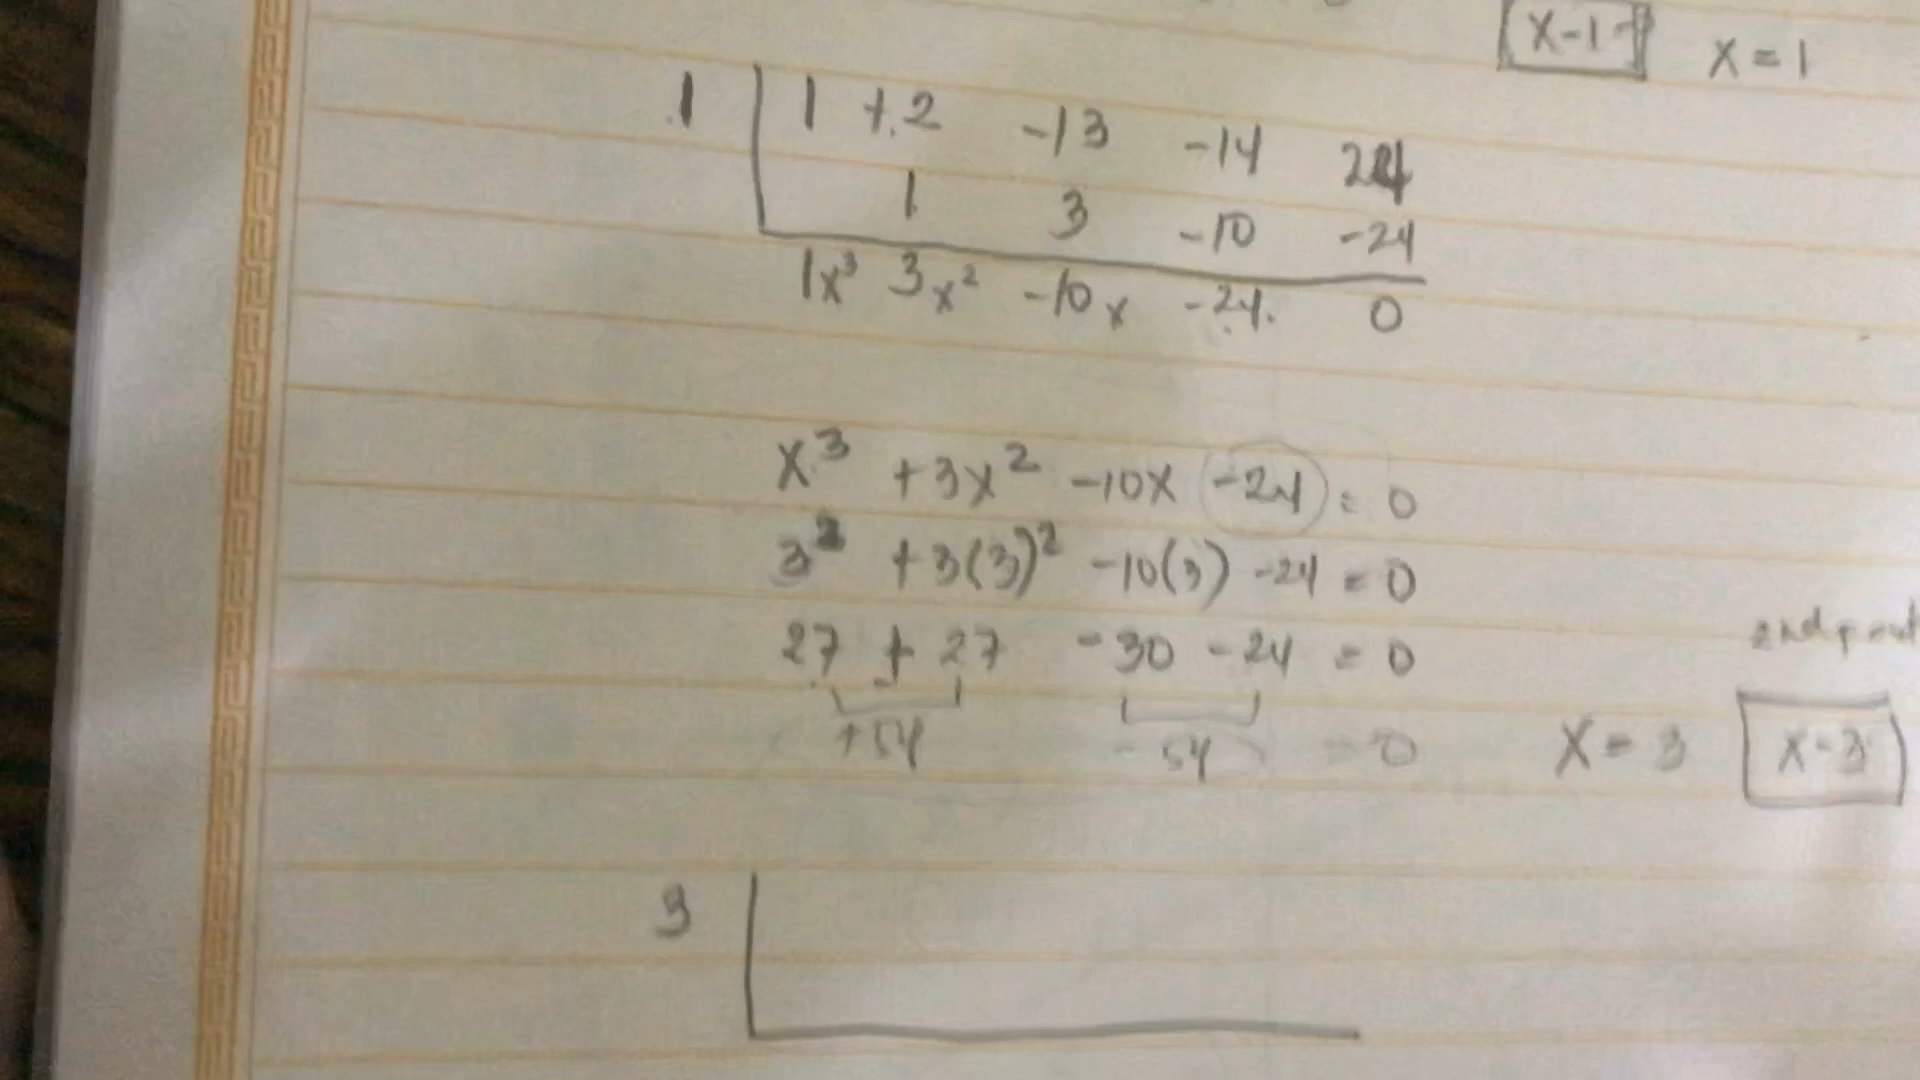 x-1 x = 1
1 1 +2 -13 -14 24
1 3 -10 -24
1x³ 3x² -10x -24. 0
x³ +3x² -10x -24 = 0
3³ +3(3)² -10(3) -24 = 0
27 + 27 -30 -24 = 0
+54 -54 = 0 x = 3 x-3
3